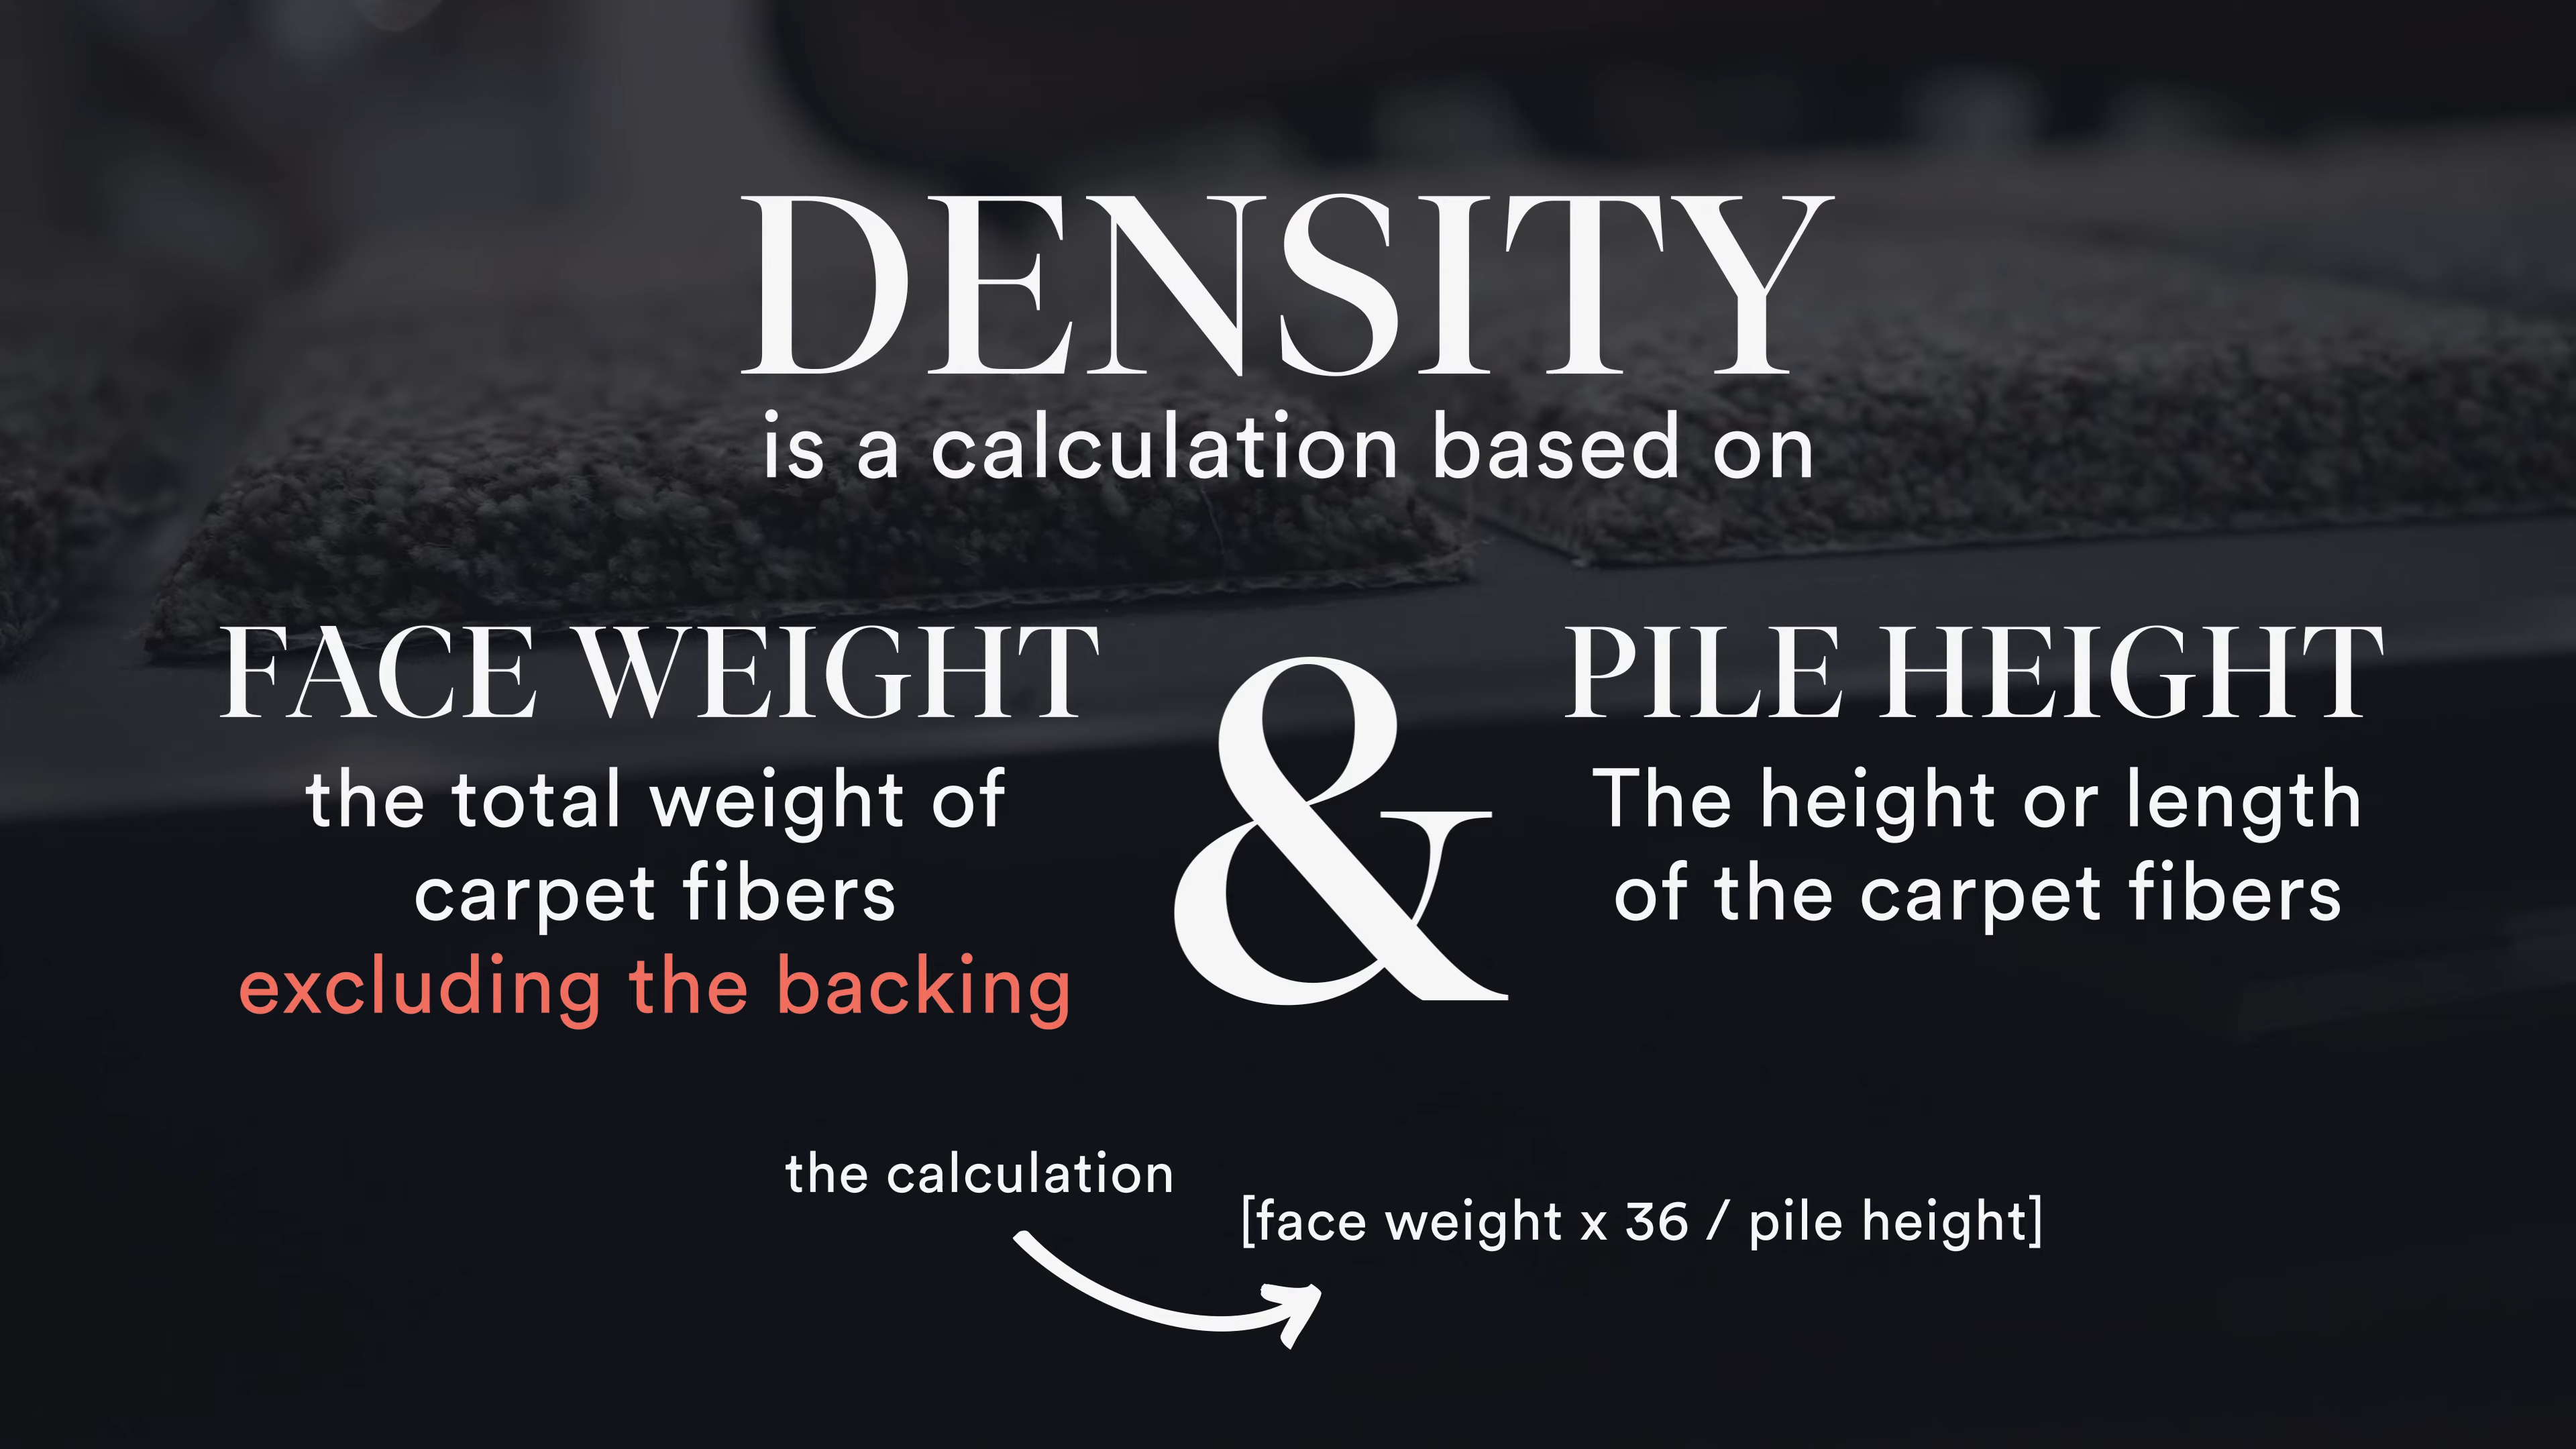 DENSITY
is a calculation based on
FACE WEIGHT
the total weight of
carpet fibers
excluding the backing
&
PILE HEIGHT
The height or length
of the carpet fibers
the calculation
[face weight x 36 / pile height]